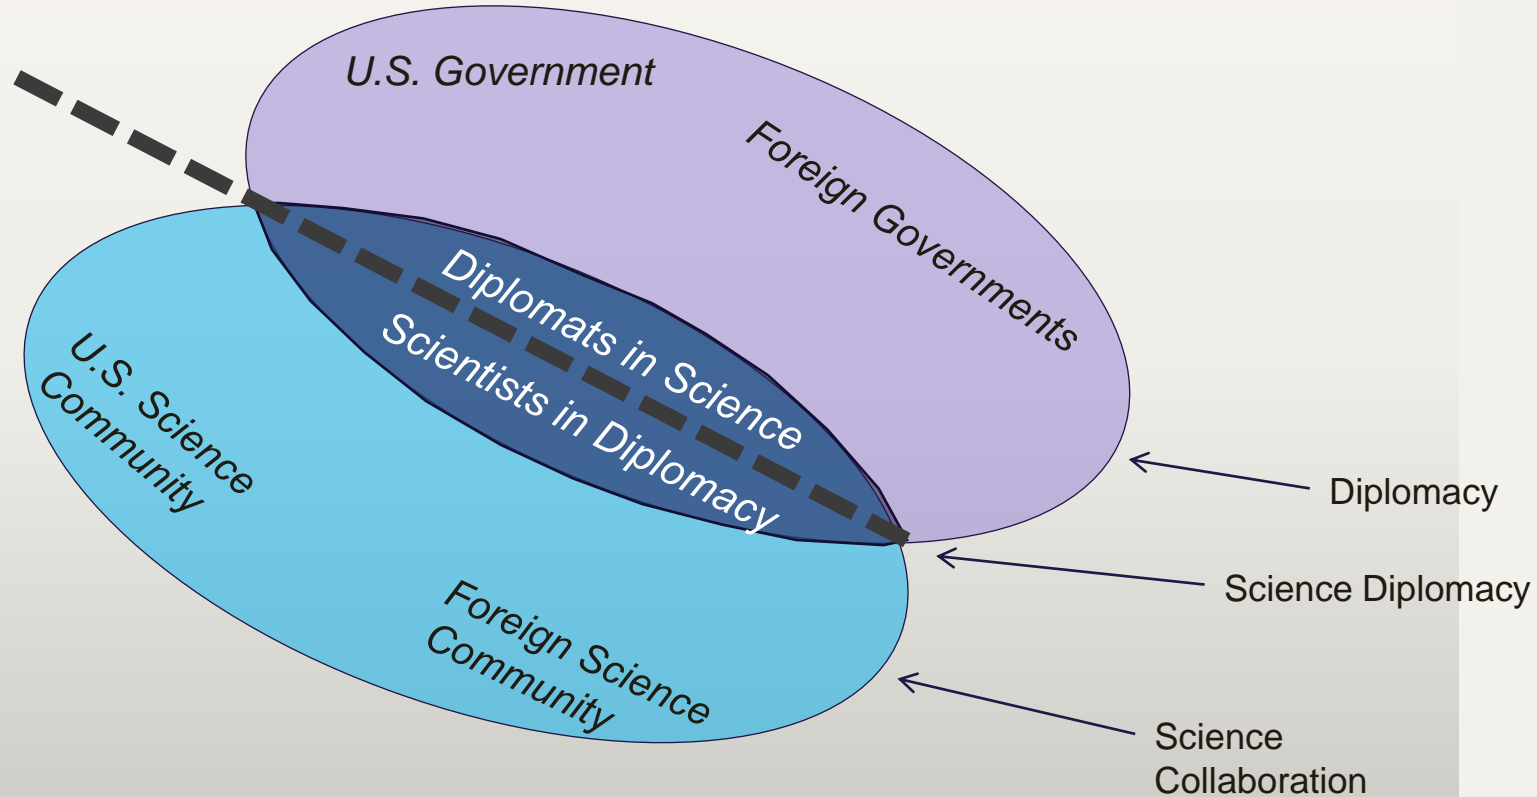 U.S. Government
Foreign Governments
Diplomats in Science
Scientists in Diplomacy
U.S. Science
Community
Foreign Science
Community
Diplomacy
Science Diplomacy
Science
Collaboration